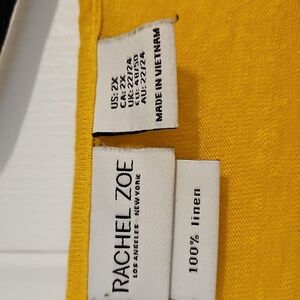 US: 2X
CA: 2X
UK: 22/24
EU: 48/50
AU: 22/24
MADE IN VIETNAM
RACHEL ZOE
LOS ANGELES NEW YORK
100% linen